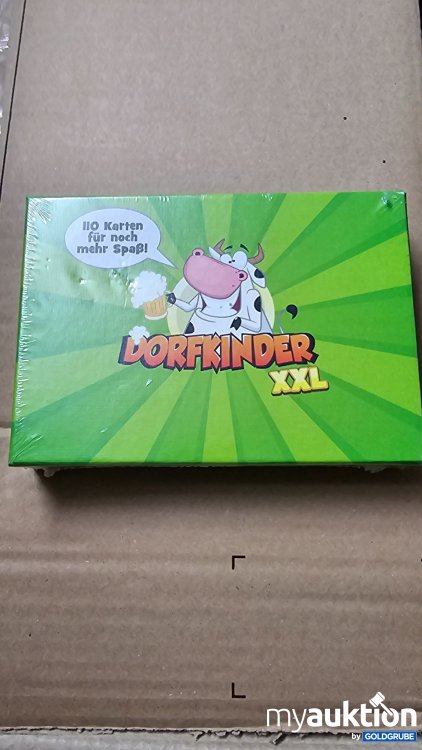 110 Karten
für noch
mehr Spaß!
DORFKINDER
XXL
myauktion
by GOLDGRUBE